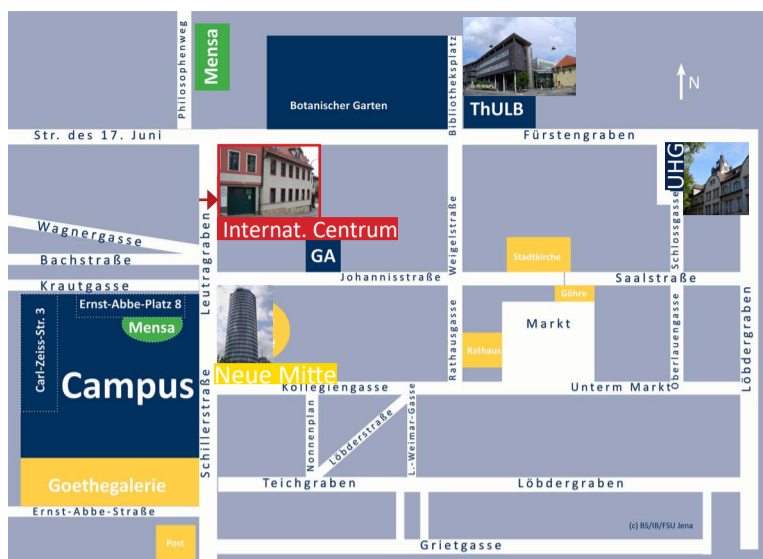 Philosophenweg
Mensa
Botanischer Garten
Bibliotheksplatz
ThULB
N
Str. des 17. Juni
Fürstengraben
UHG
Schlossgasse
Wagnergasse
Bachstraße
Krautgasse
Leutragraben
Internat. Centrum
GA
Johannisstraße
Weigelstraße
Stadtkirche
Saalstraße
Göhre
Markt
Rathaus
Rathausgasse
Oberlauengasse
Löbdergraben
Ernst-Abbe-Platz 8
Mensa
Carl-Zeiss-Str. 3
Campus
Neue Mitte
Kollegiengasse
Unterm Markt
Schillerstraße
Nonnenplan
Löbderstraße
L.-Weimar-Gasse
Goethegalerie
Teichgraben
Löbdergraben
Ernst-Abbe-Straße
Post
Grietgasse
(c) BS/IB/FSU Jena